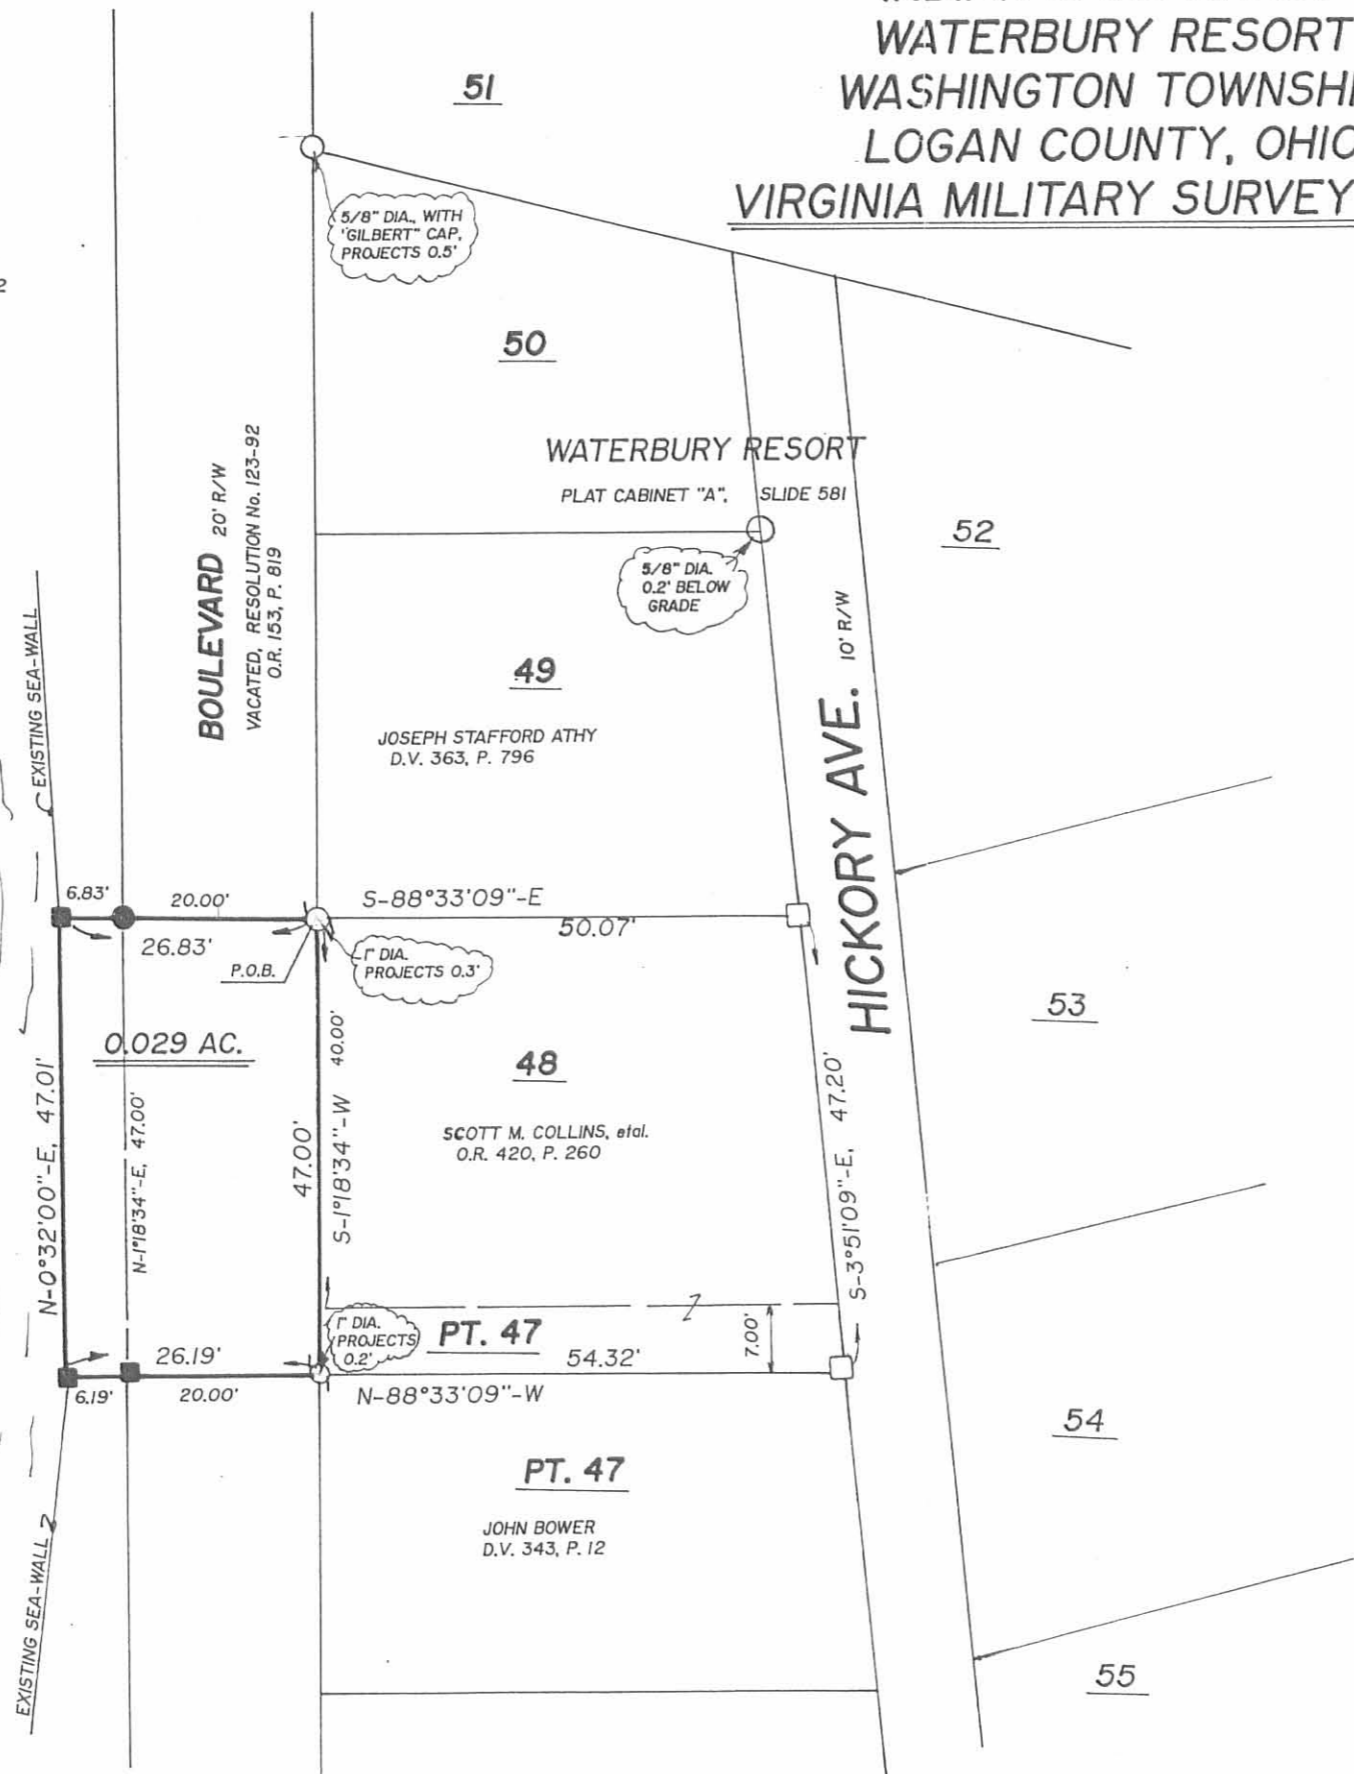 WATERBURY RESORT
WASHINGTON TOWNSHI
LOGAN COUNTY, OHIO
VIRGINIA MILITARY SURVEY
51
5/8" DIA., WITH
"GILBERT" CAP,
PROJECTS 0.5'
50
WATERBURY RESORT
PLAT CABINET "A", SLIDE 581
BOULEVARD 20' R/W
VACATED, RESOLUTION No. 123-92
O.R. 153, P. 819
52
5/8" DIA.
0.2' BELOW
GRADE
EXISTING SEA-WALL
49
JOSEPH STAFFORD ATHY
D.V. 363, P. 796
HICKORY AVE. 10' R/W
6.83'
20.00'
S-88°33'09"-E
26.83'
50.07'
P.O.B.
1" DIA.
PROJECTS 0.3'
53
0.029 AC.
N-0°32'00"-E, 47.01'
N-1°18'34"-E, 47.00'
47.00'
S-1°18'34"-W 40.00'
48
SCOTT M. COLLINS, etal.
O.R. 420, P. 260
S-3°51'09"-E, 47.20'
1" DIA.
PROJECTS
0.2'
PT. 47
7.00'
26.19'
54.32'
6.19'
20.00'
N-88°33'09"-W
54
PT. 47
JOHN BOWER
D.V. 343, P. 12
EXISTING SEA-WALL
55